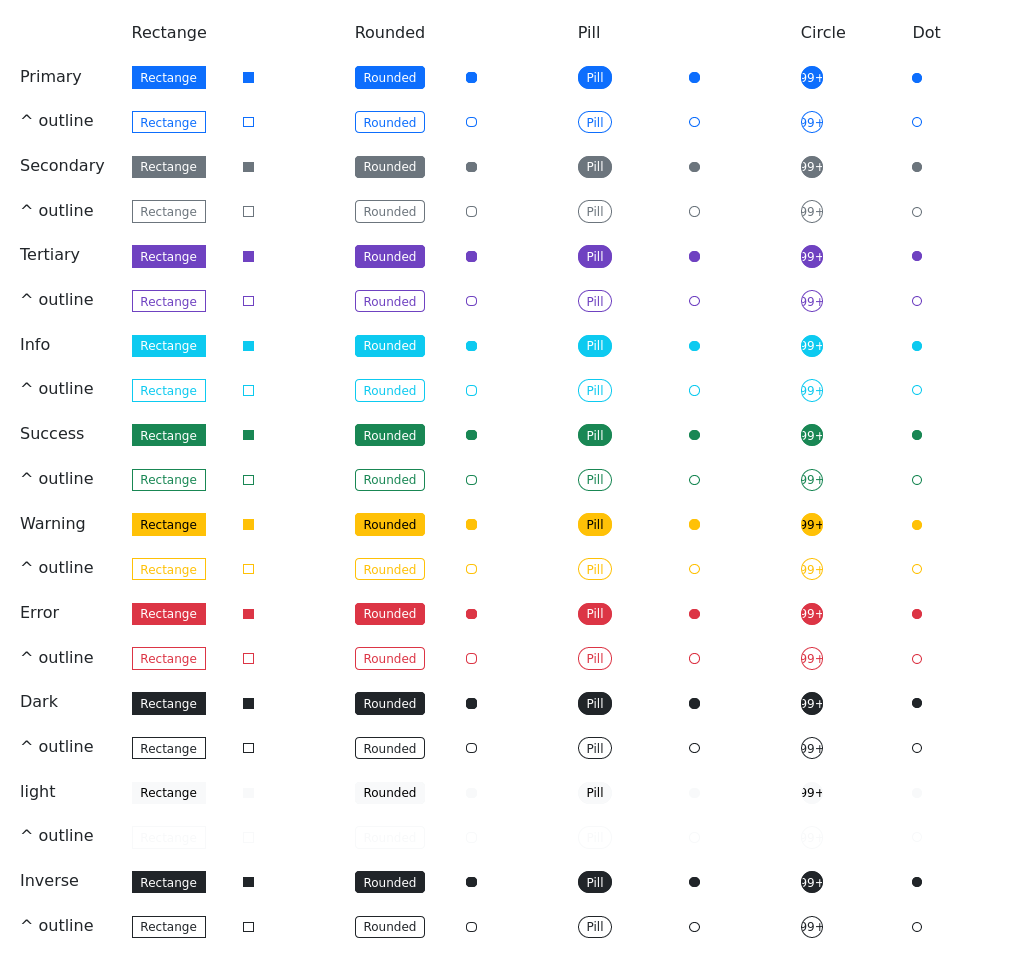 Rectange Rounded Pill Circle Dot
Primary Rectange Rounded Pill 99+
^ outline Rectange Rounded Pill 99+
Secondary Rectange Rounded Pill 99+
^ outline Rectange Rounded Pill 99+
Tertiary Rectange Rounded Pill 99+
^ outline Rectange Rounded Pill 99+
Info Rectange Rounded Pill 99+
^ outline Rectange Rounded Pill 99+
Success Rectange Rounded Pill 99+
^ outline Rectange Rounded Pill 99+
Warning Rectange Rounded Pill 99+
^ outline Rectange Rounded Pill 99+
Error Rectange Rounded Pill 99+
^ outline Rectange Rounded Pill 99+
Dark Rectange Rounded Pill 99+
^ outline Rectange Rounded Pill 99+
light Rectange Rounded Pill 99+
^ outline Rectange Rounded Pill 99+
Inverse Rectange Rounded Pill 99+
^ outline Rectange Rounded Pill 99+